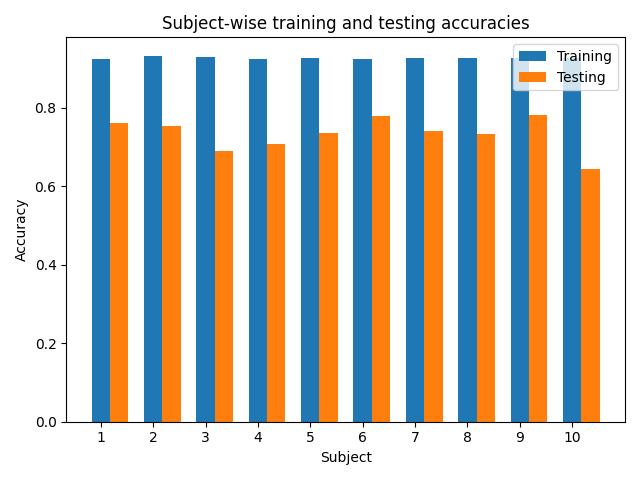 Subject-wise training and testing accuracies
Training
Testing
0.8
0.6
0.4
0.2
0.0
Accuracy
1 2 3 4 5 6 7 8 9 10
Subject